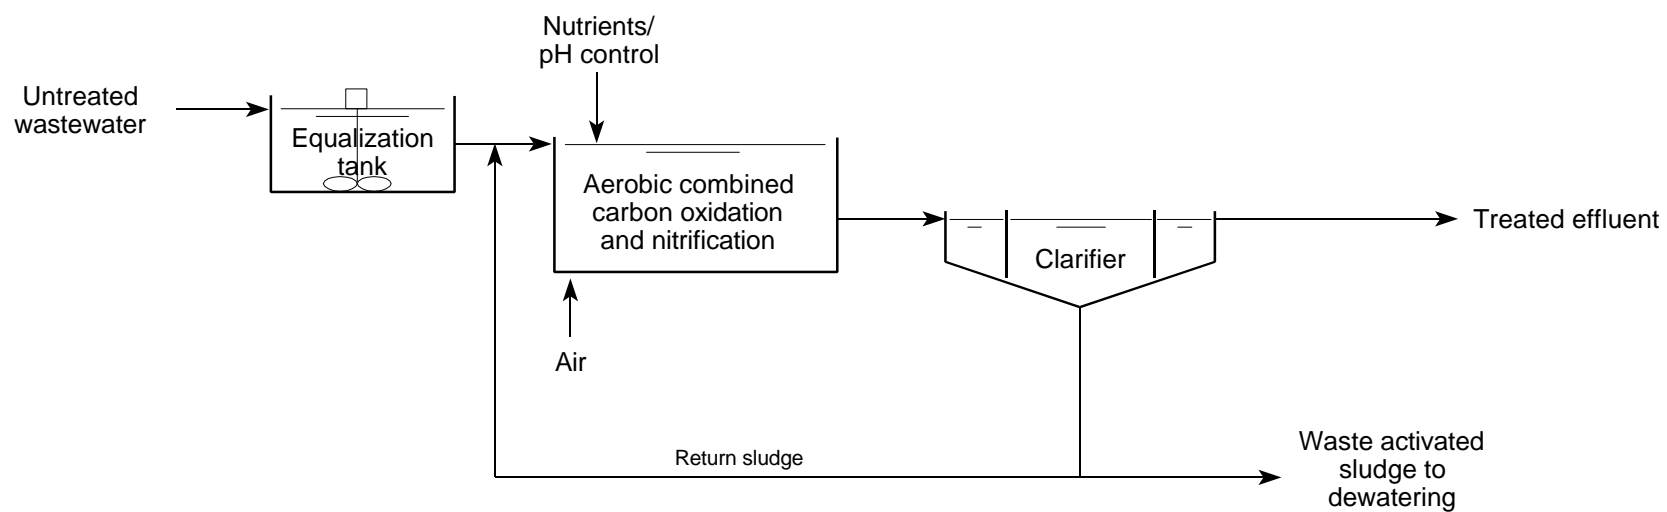 Nutrients/
pH control
Untreated
wastewater
Equalization
tank
Aerobic combined
carbon oxidation
and nitrification
Clarifier
Treated effluent
Air
Return sludge
Waste activated
sludge to
dewatering